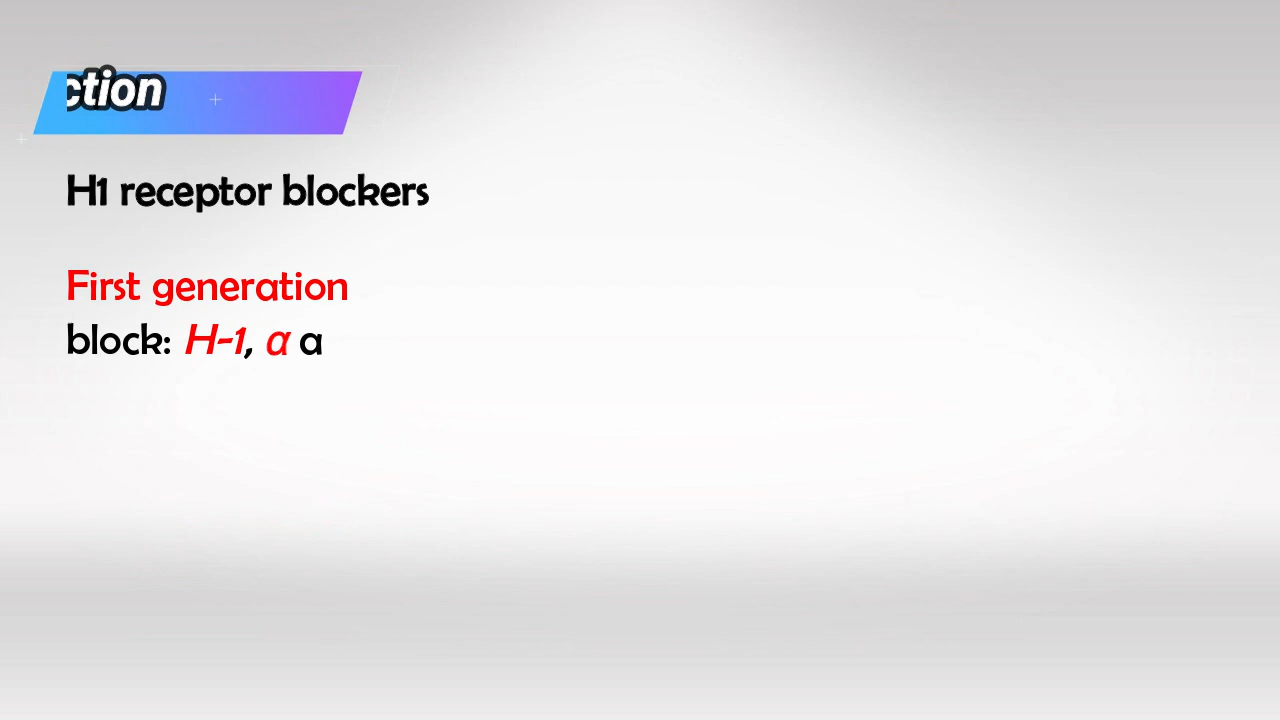 ction
H1 receptor blockers
First generation
block: H-1, α a